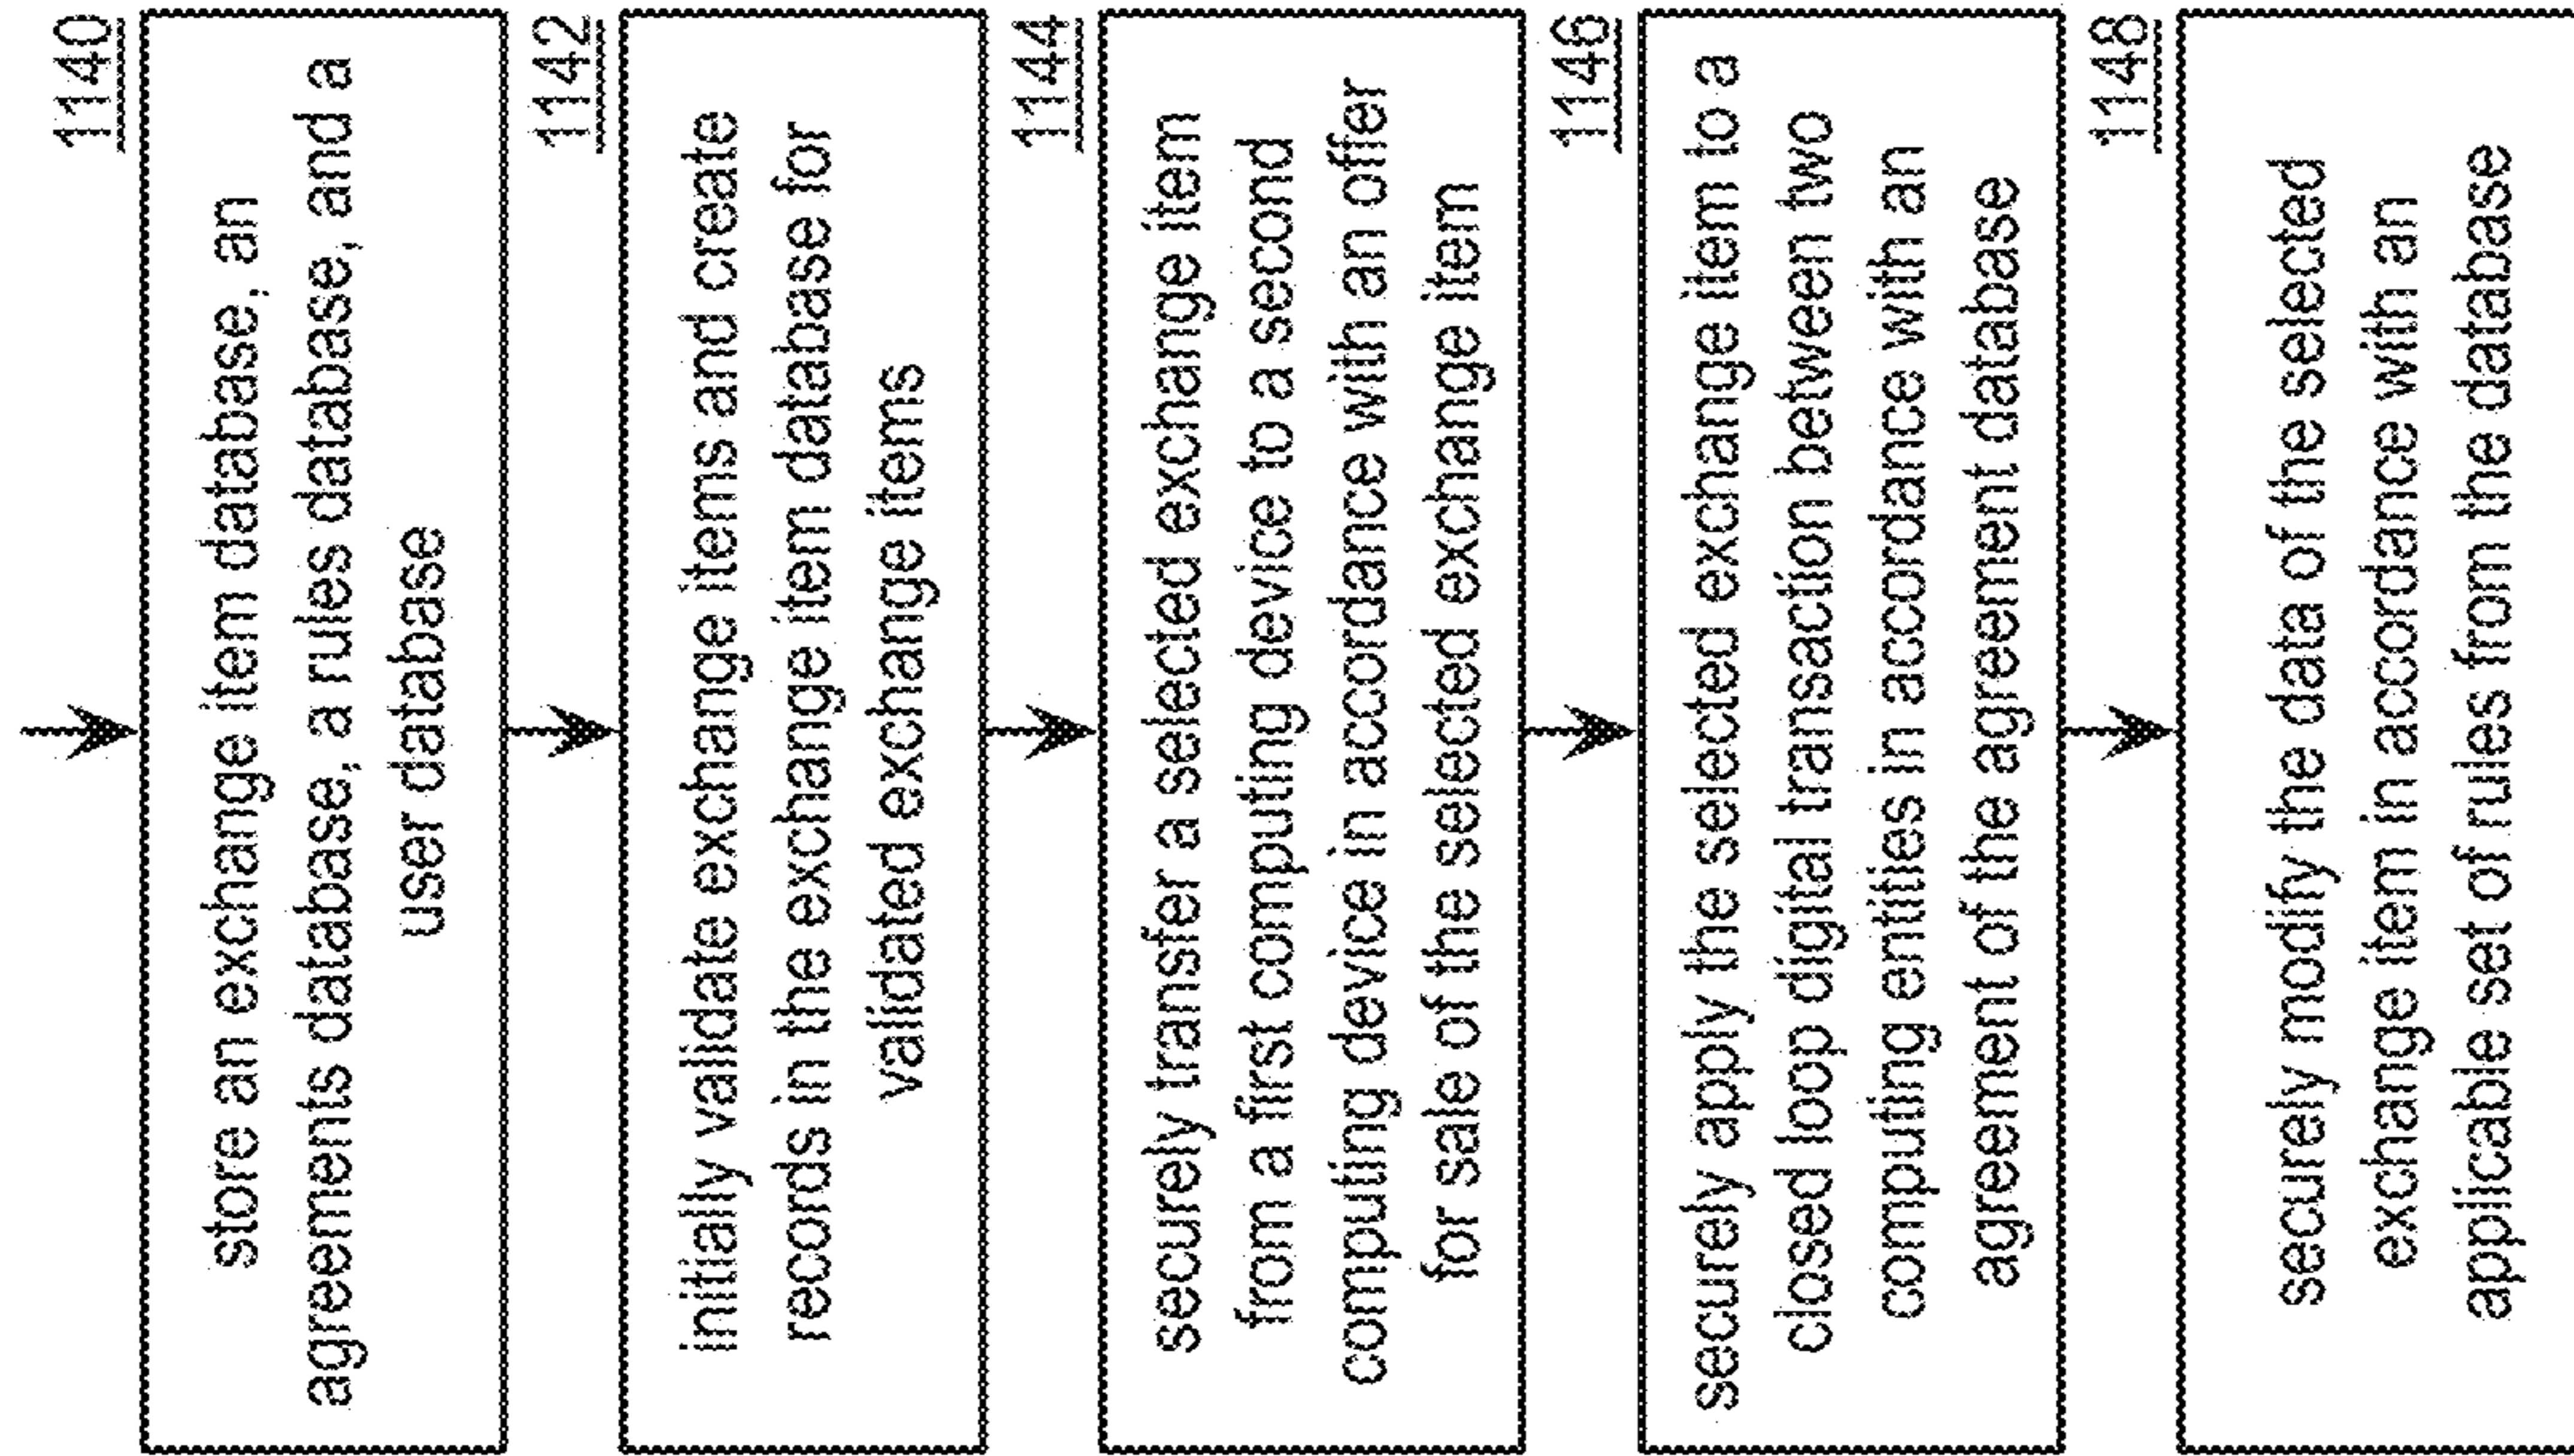 1140
store an exchange item database, an
agreements database, a rules database, and a
user database
1142
initially validate exchange items and create
records in the exchange item database for
validated exchange items
1144
securely transfer a selected exchange item
from a first computing device to a second
computing device in accordance with an offer
for sale of the selected exchange item
1146
securely apply the selected exchange item to a
closed loop digital transaction between two
computing entities in accordance with an
agreement of the agreement database
1148
securely modify the data of the selected
exchange item in accordance with an
applicable set of rules from the database